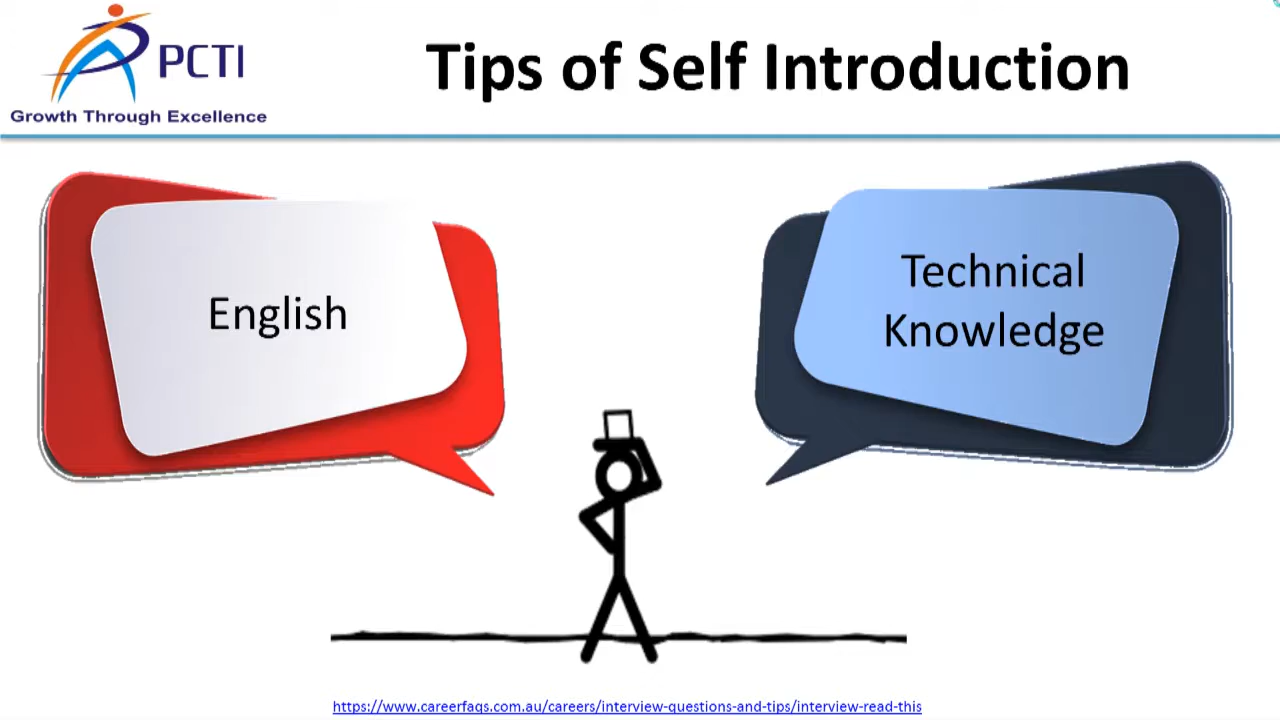 PCTI
Growth Through Excellence
Tips of Self Introduction
English
Technical
Knowledge
https://www.careerfaqs.com.au/careers/interview-questions-and-tips/interview-read-this